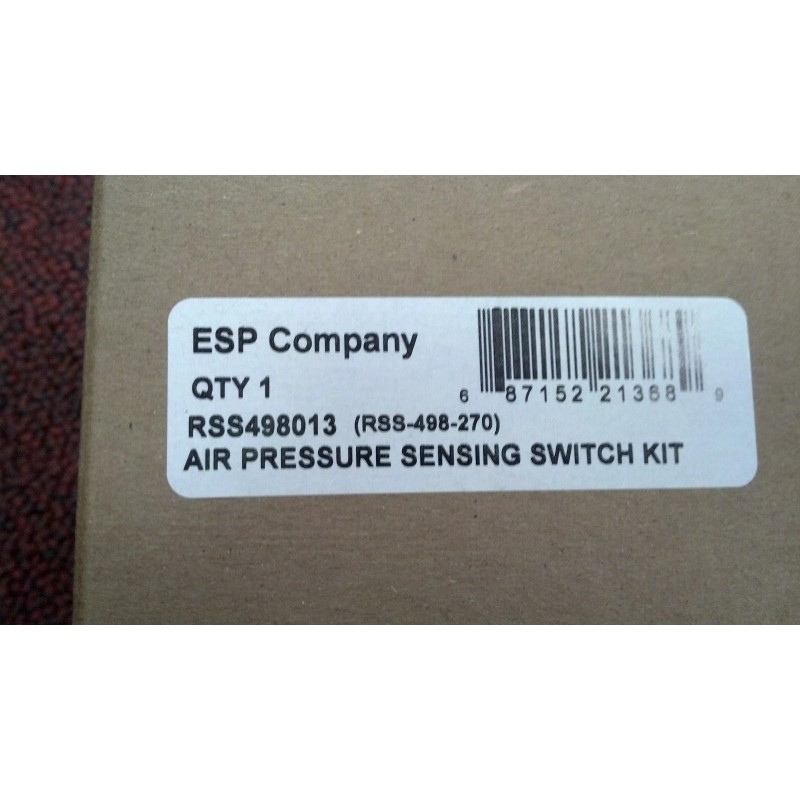 ESP Company
QTY 1
6 87152 21368 9
RSS498013 (RSS-498-270)
AIR PRESSURE SENSING SWITCH KIT